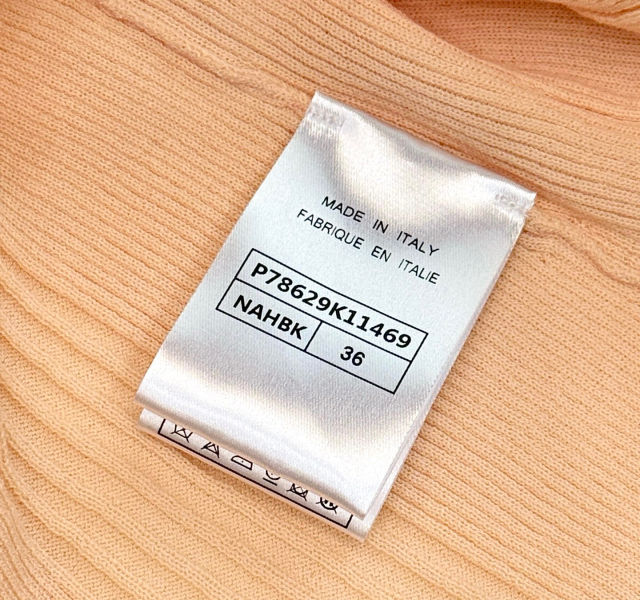 MADE IN ITALY
FABRIQUE EN ITALIE
P78629K11469
NAHBK 36